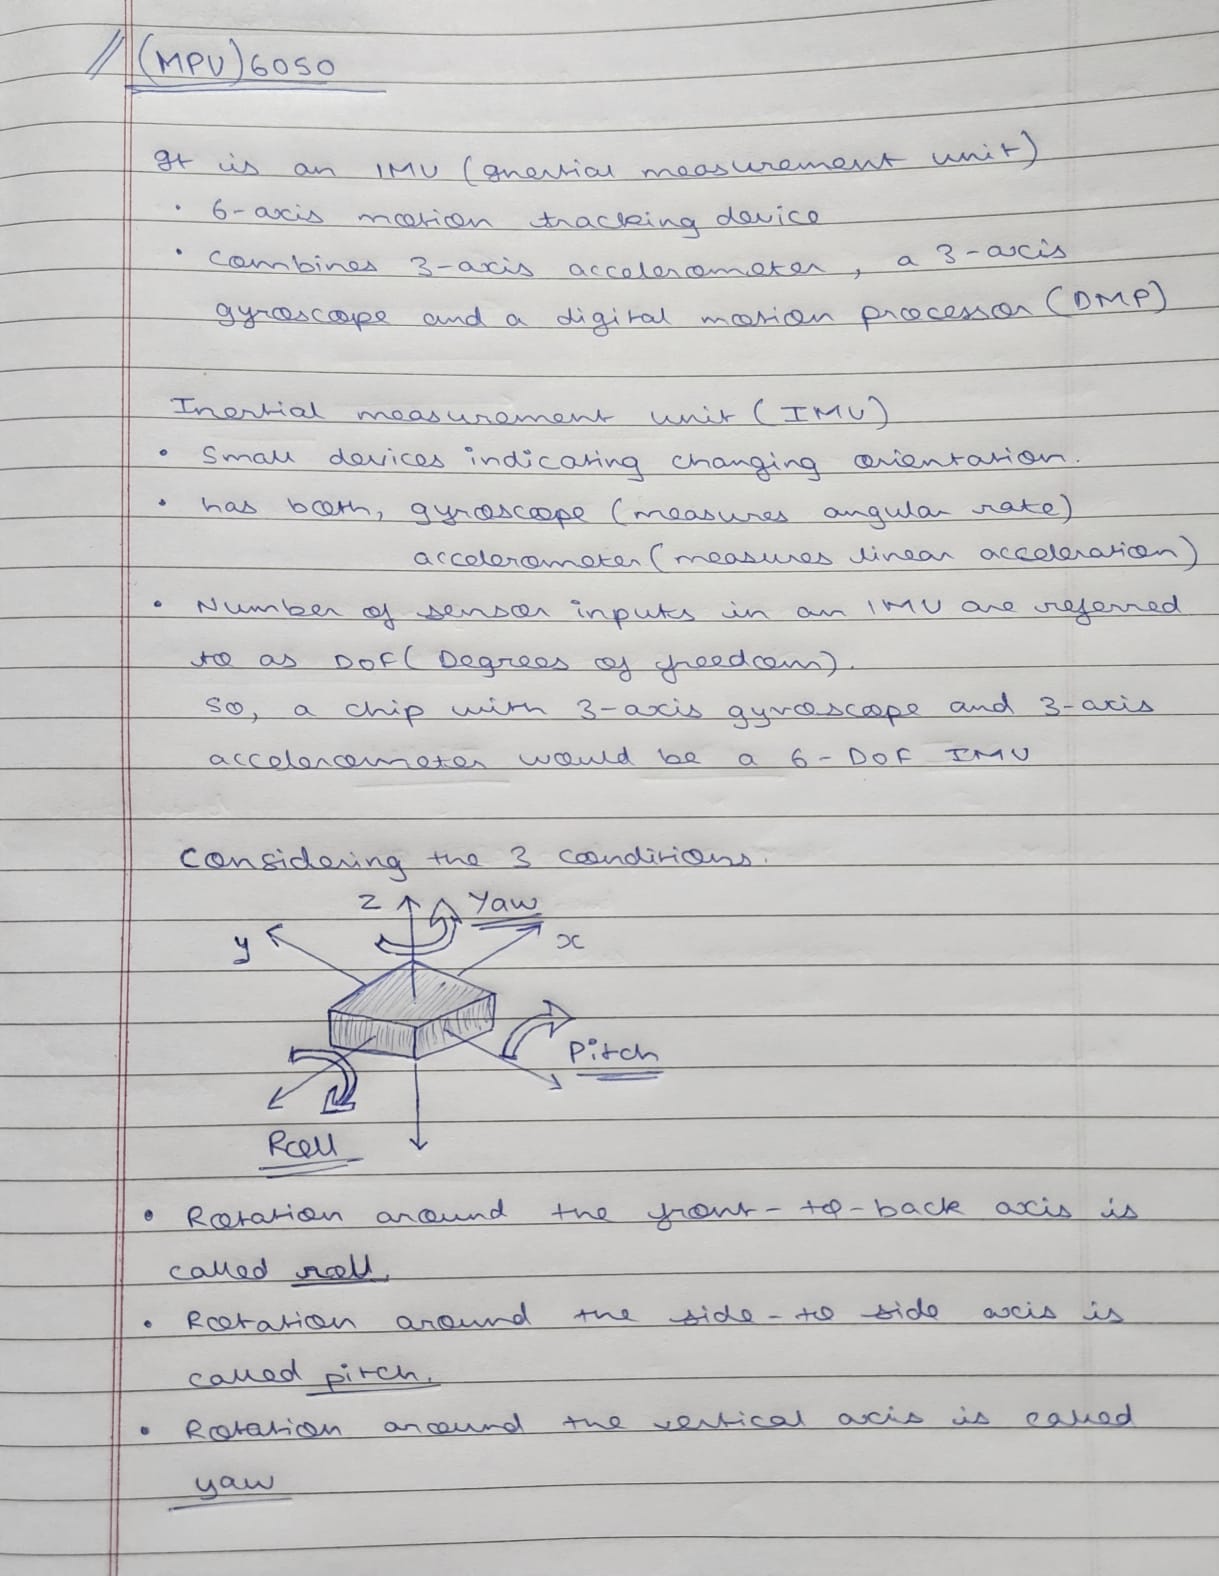 // (MPU)6050
It is an IMU (Inertial measurement unit)
· 6-axis motion tracking device
· combines 3-axis accelerometer, a 3-axis
gyroscope and a digital motion processor (DMP)
Inertial measurement unit (IMU)
· Small devices indicating changing orientation.
· has both, gyroscope (measures angular rate)
accelerometer (measures linear acceleration)
· Number of sensor inputs in an IMU are referred
to as DOF (Degrees of freedom).
so, a chip with 3-axis gyroscope and 3-axis
accelerometer would be a 6-DOF IMU
Considering the 3 conditions.
z Yaw
y x
Pitch
Roll
· Rotation around the front-to-back axis is
called roll.
· Rotation around the side-to side axis is
called pitch.
· Rotation around the vertical axis is called
yaw